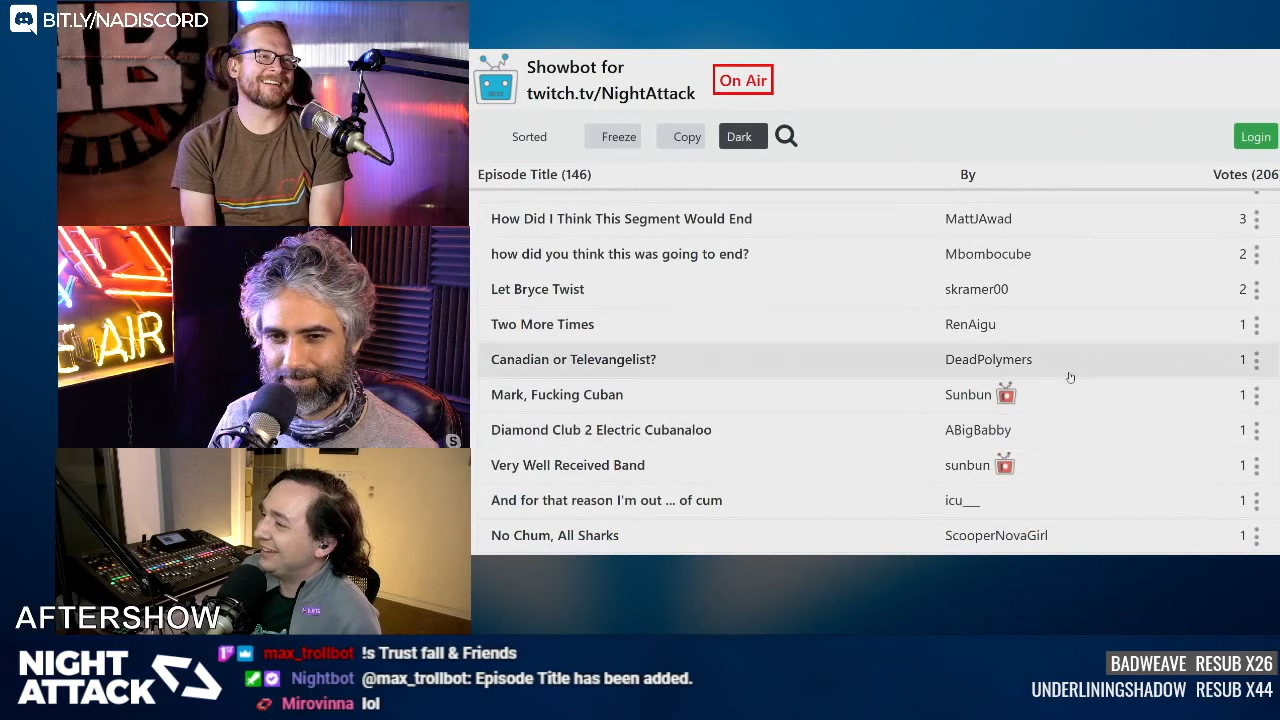 BIT.LY/NADISCORD
Showbot for
twitch.tv/NightAttack
On Air
Sorted
Freeze
Copy
Dark
Login
Episode Title (146) By Votes (206
How Did I Think This Segment Would End MattJAwad 3
how did you think this was going to end? Mbombocube 2
Let Bryce Twist skramer00 2
Two More Times RenAigu 1
Canadian or Televangelist? DeadPolymers 1
Mark, Fucking Cuban Sunbun 1
Diamond Club 2 Electric Cubanaloo ABigBabby 1
Very Well Received Band sunbun 1
And for that reason I'm out ... of cum icu___ 1
No Chum, All Sharks ScooperNovaGirl 1
AIR
S
AFTERSHOW
NIGHT
ATTACK
max_trollbot !s Trust fall & Friends
Nightbot @max_trollbot: Episode Title has been added.
Mirovinna lol
BADWEAVE RESUB X26
UNDERLININGSHADOW RESUB X44